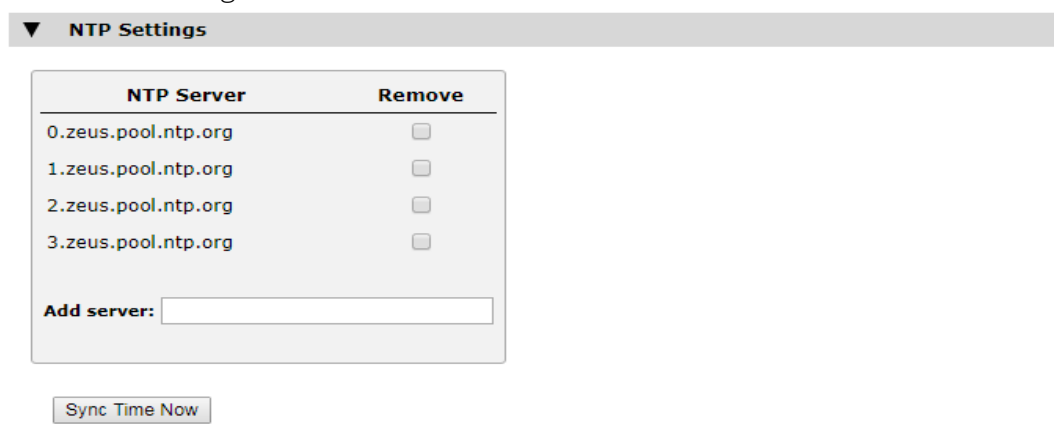 ▼ NTP Settings
NTP Server Remove
0.zeus.pool.ntp.org
1.zeus.pool.ntp.org
2.zeus.pool.ntp.org
3.zeus.pool.ntp.org
Add server:
Sync Time Now